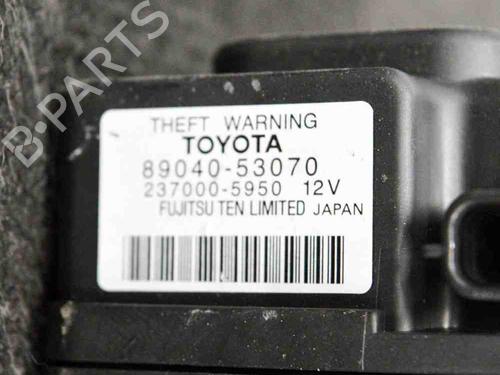 B-PARTS
THEFT WARNING
TOYOTA
89040-53070
237000-5950 12V
FUJITSU TEN LIMITED JAPAN